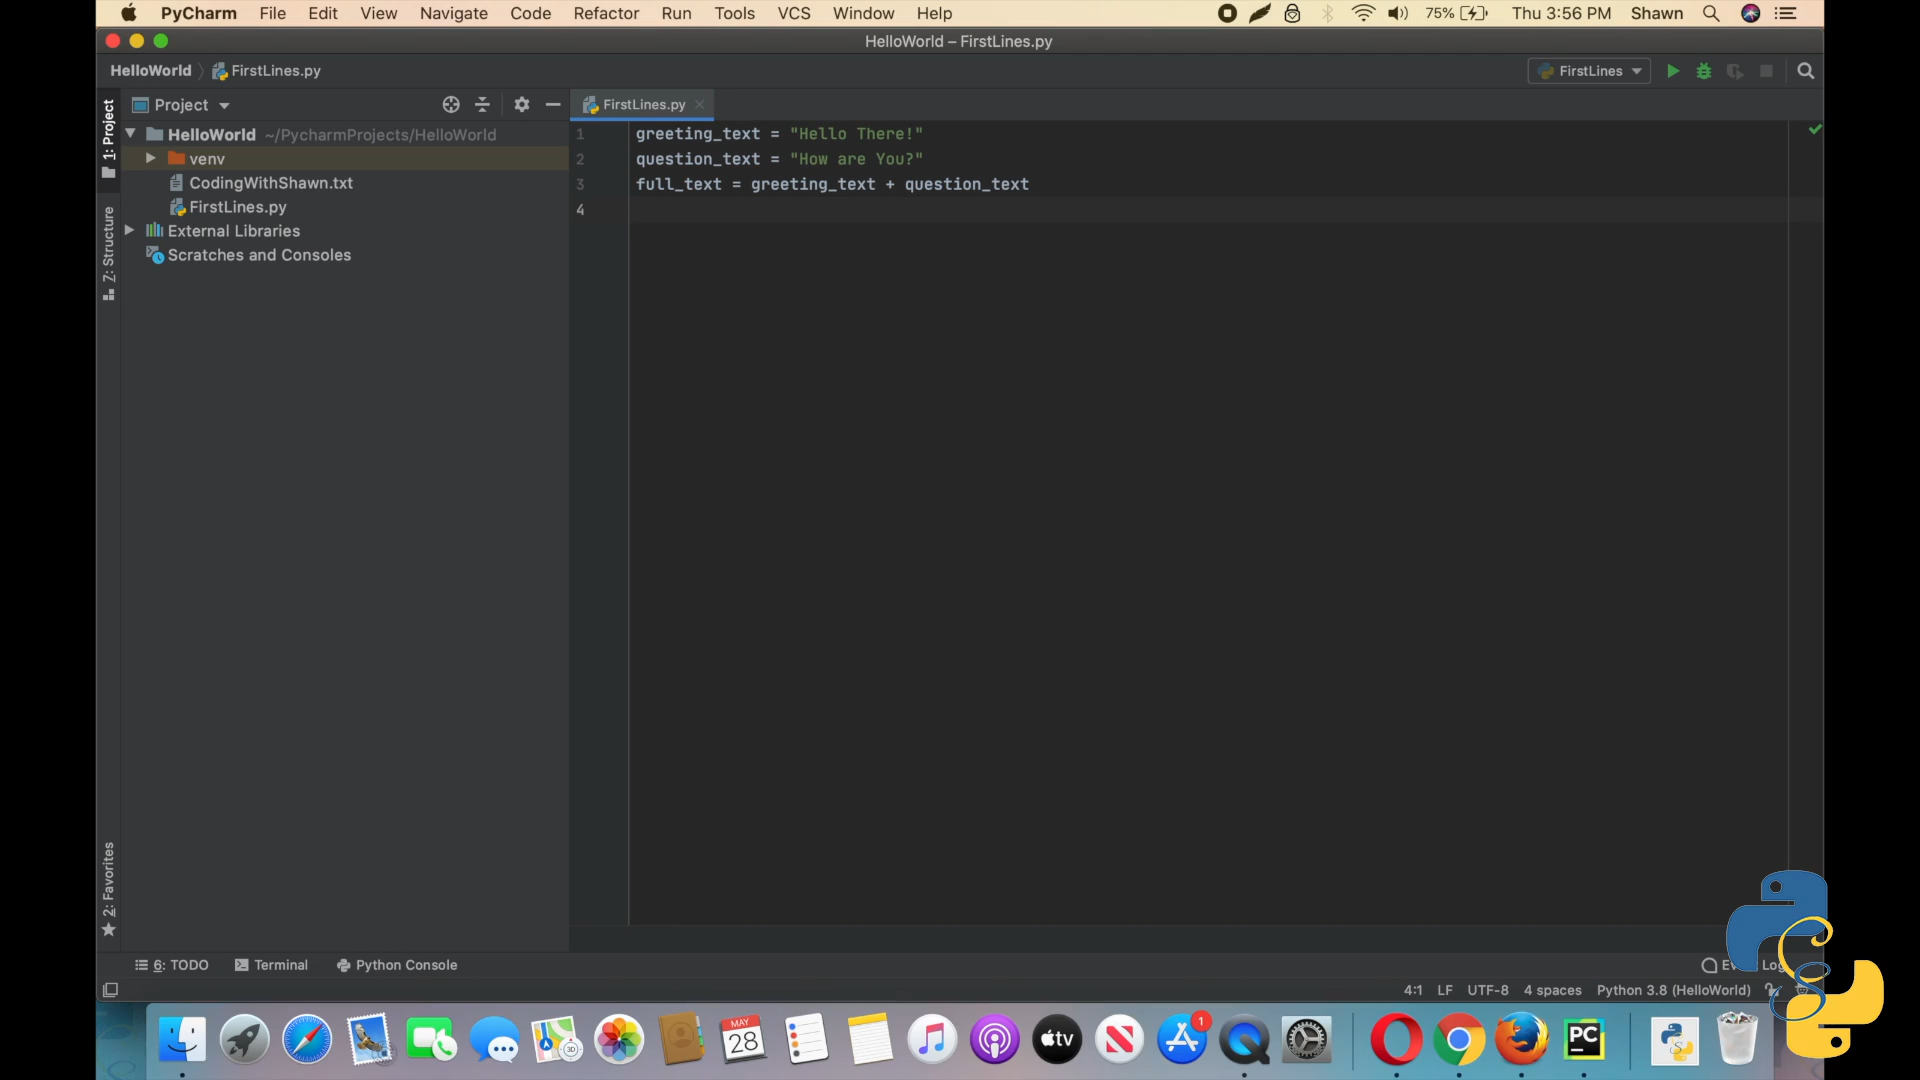 PyCharm File Edit View Navigate Code Refactor Run Tools VCS Window Help 75% Thu 3:56 PM Shawn
HelloWorld – FirstLines.py
HelloWorld FirstLines.py FirstLines
1: Project
Project
FirstLines.py
HelloWorld ~/PycharmProjects/HelloWorld
venv
CodingWithShawn.txt
FirstLines.py
External Libraries
Scratches and Consoles
Z: Structure
2: Favorites
1 greeting_text = "Hello There!"
2 question_text = "How are You?"
3 full_text = greeting_text + question_text
4
6: TODO Terminal Python Console
4:1 LF UTF-8 4 spaces Python 3.8 (HelloWorld)
MAY
28
3D
tv
1
PC